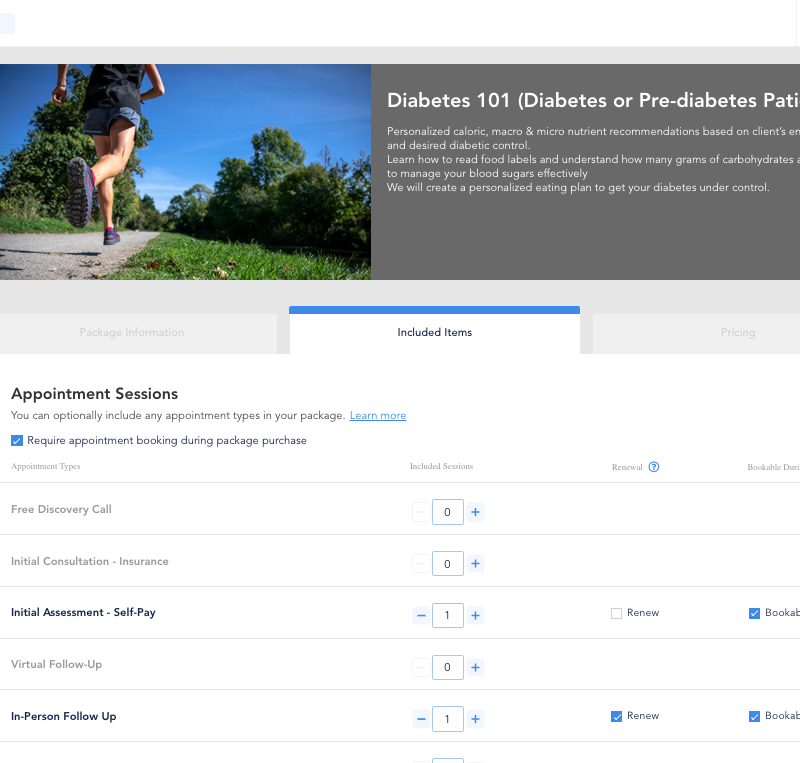 Diabetes 101 (Diabetes or Pre-diabetes
Personalized caloric, macro & micro nutrient recommendations based on client's
and desired diabetic control.
Learn how to read food labels and understand how many grams of carbohydrates
to manage your blood sugars effectively
We will create a personalized eating plan to get your diabetes under control.
Package Information
Included Items
Pricing
Appointment Sessions
You can optionally include any appointment types in your package. Learn more
Require appointment booking during package purchase
Appointment Types Included Sessions Renewal ? Bookable
Free Discovery Call − 0 +
Initial Consultation - Insurance − 0 +
Initial Assessment - Self-Pay − 1 + Renew
Virtual Follow-Up − 0 +
In-Person Follow Up − 1 + Renew